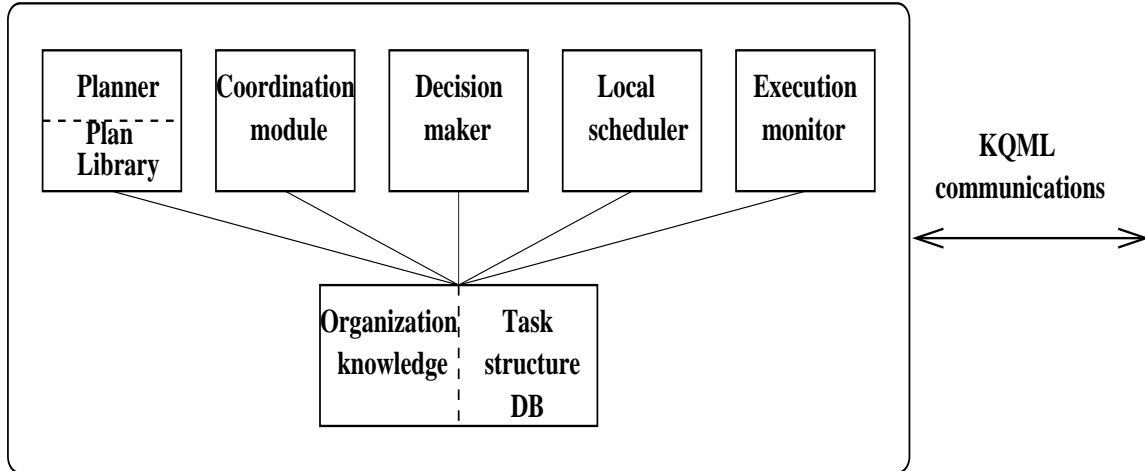 Planner
Plan
Library
Coordination
module
Decision
maker
Local
scheduler
Execution
monitor
KQML
communications
Organization
knowledge
Task
structure
DB